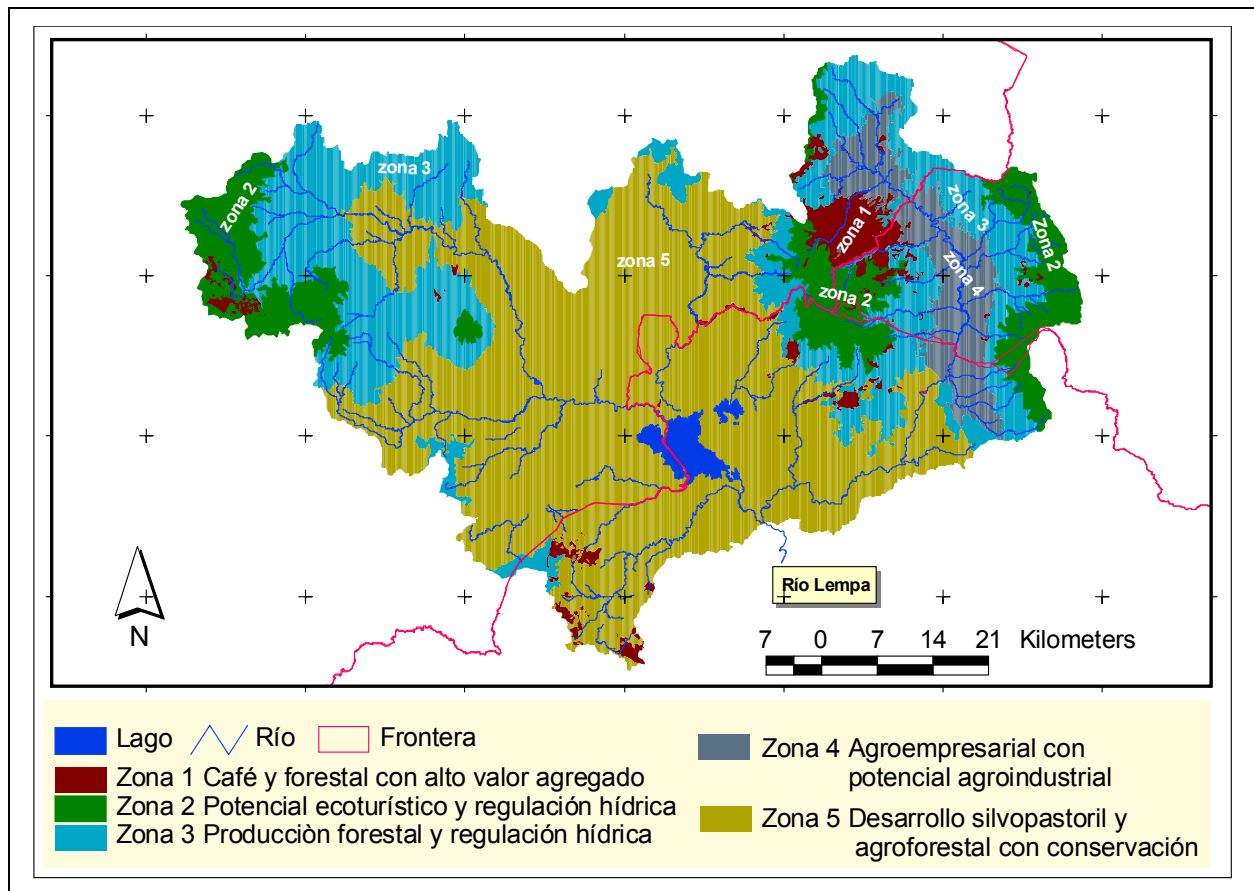 zona 3
zona 2
zona 5
zona 1
zona 3
Zona 2
zona 4
zona 2
Río Lempa
N
7 0 7 14 21 Kilometers
Lago Río Frontera
Zona 1 Café y forestal con alto valor agregado
Zona 2 Potencial ecoturístico y regulación hídrica
Zona 3 Producciòn forestal y regulación hídrica
Zona 4 Agroempresarial con
potencial agroindustrial
Zona 5 Desarrollo silvopastoril y
agroforestal con conservación